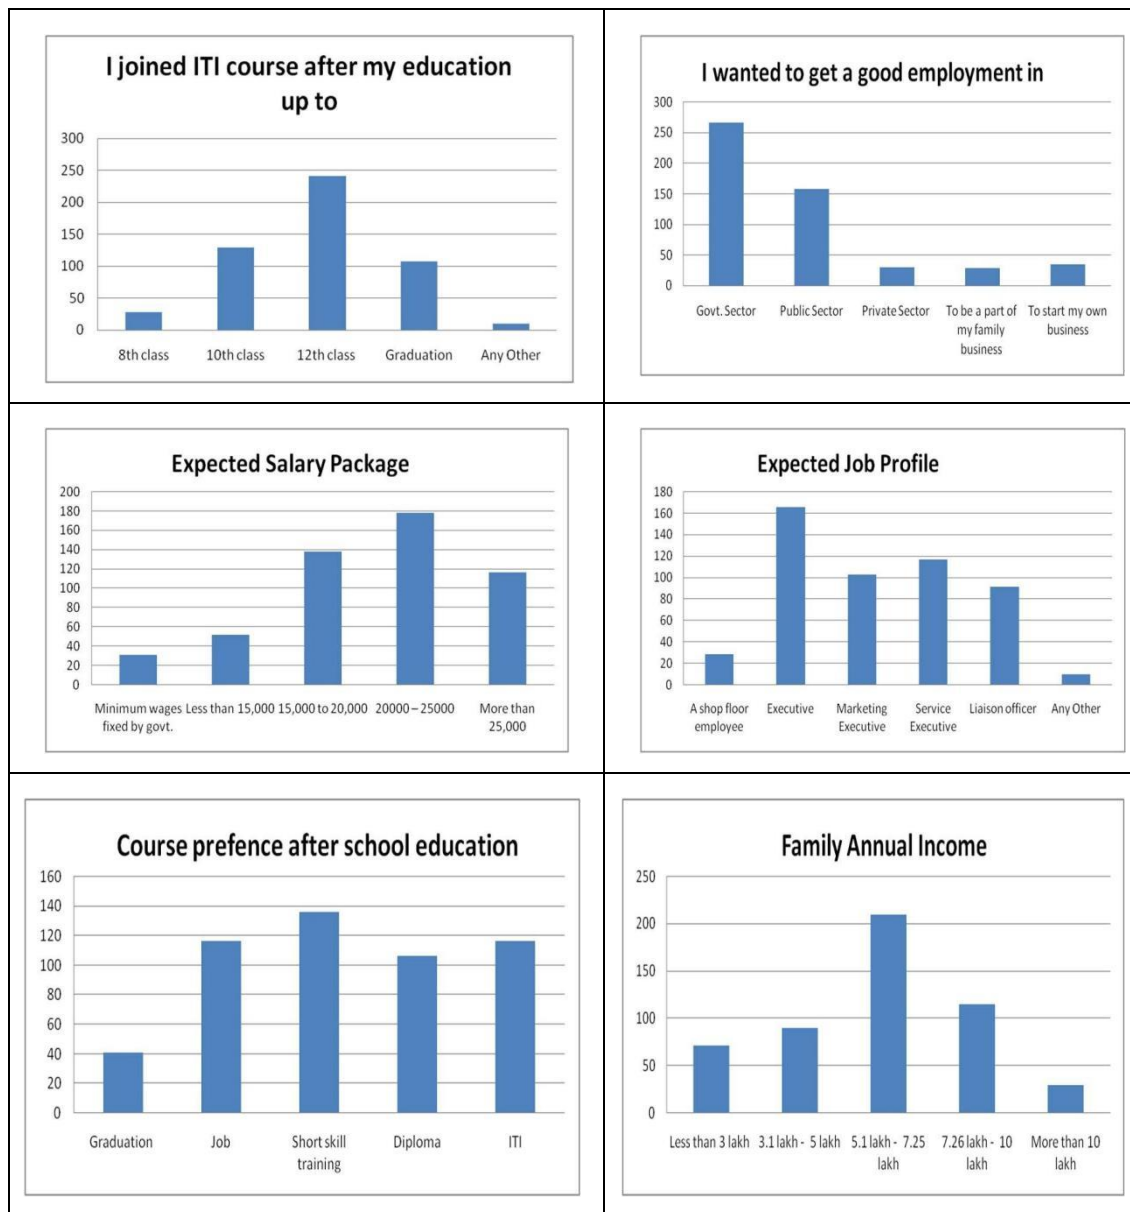 I joined ITI course after my education
up to
300
250
200
150
100
50
0
8th class 10th class 12th class Graduation Any Other
I wanted to get a good employment in
300
250
200
150
100
50
0
Govt. Sector Public Sector Private Sector To be a part of To start my own
my family business
business
Expected Salary Package
200
180
160
140
120
100
80
60
40
20
0
Minimum wages Less than 15,000 15,000 to 20,000 20000 – 25000 More than
fixed by govt. 25,000
Expected Job Profile
180
160
140
120
100
80
60
40
20
0
A shop floor Executive Marketing Service Liaison officer Any Other
employee Executive Executive
Course prefence after school education
160
140
120
100
80
60
40
20
0
Graduation Job Short skill Diploma ITI
training
Family Annual Income
250
200
150
100
50
0
Less than 3 lakh 3.1 lakh - 5 lakh 5.1 lakh - 7.25 7.26 lakh - 10 More than 10
lakh lakh lakh